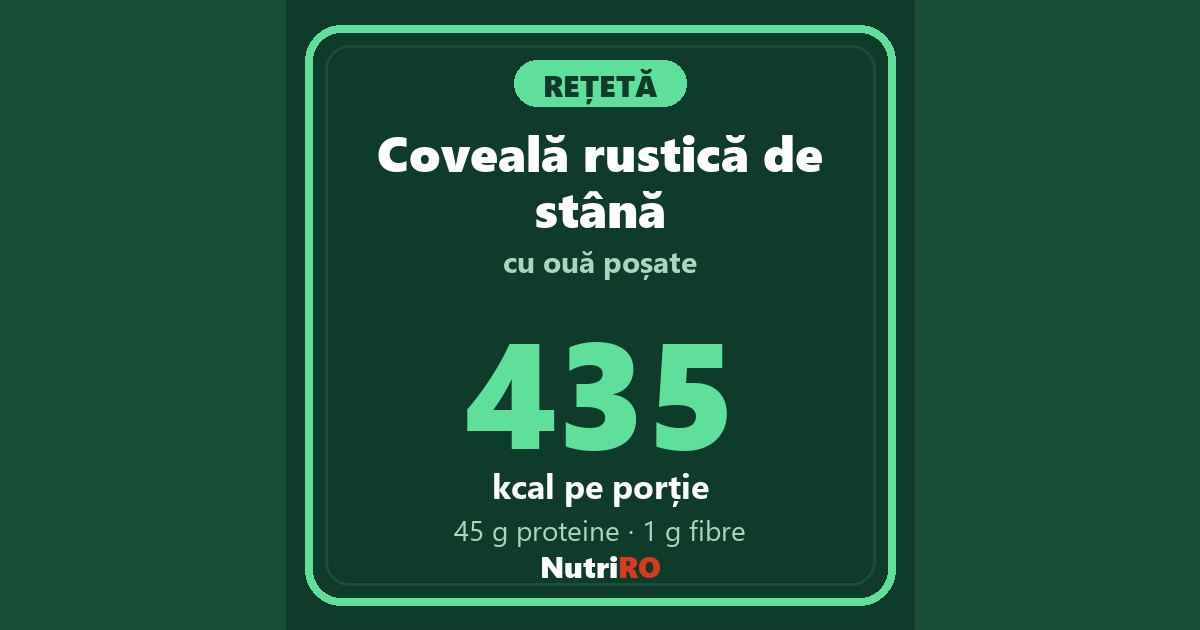 REȚETĂ
Coveală rustică de
stână
cu ouă poșate
435
kcal pe porție
45 g proteine · 1 g fibre
NutriRO